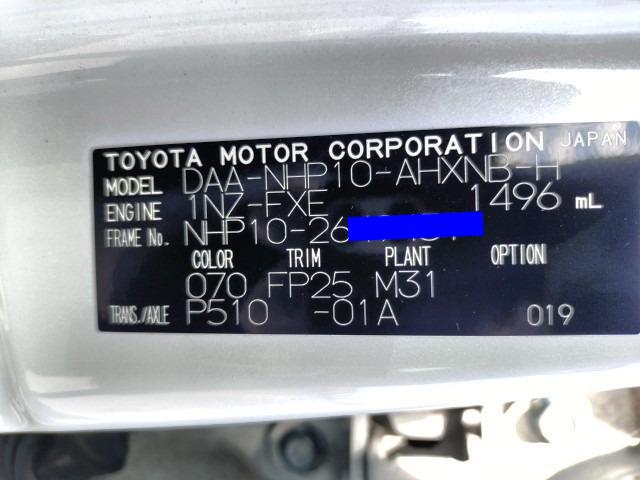 TOYOTA MOTOR CORPORATION JAPAN
MODEL DAA-NHP10-AHXNB-H
ENGINE 1NZ-FXE 1496 mL
FRAME No. NHP10-26
COLOR TRIM PLANT OPTION
070 FP25 M31
TRANS./AXLE P510 -01A 019